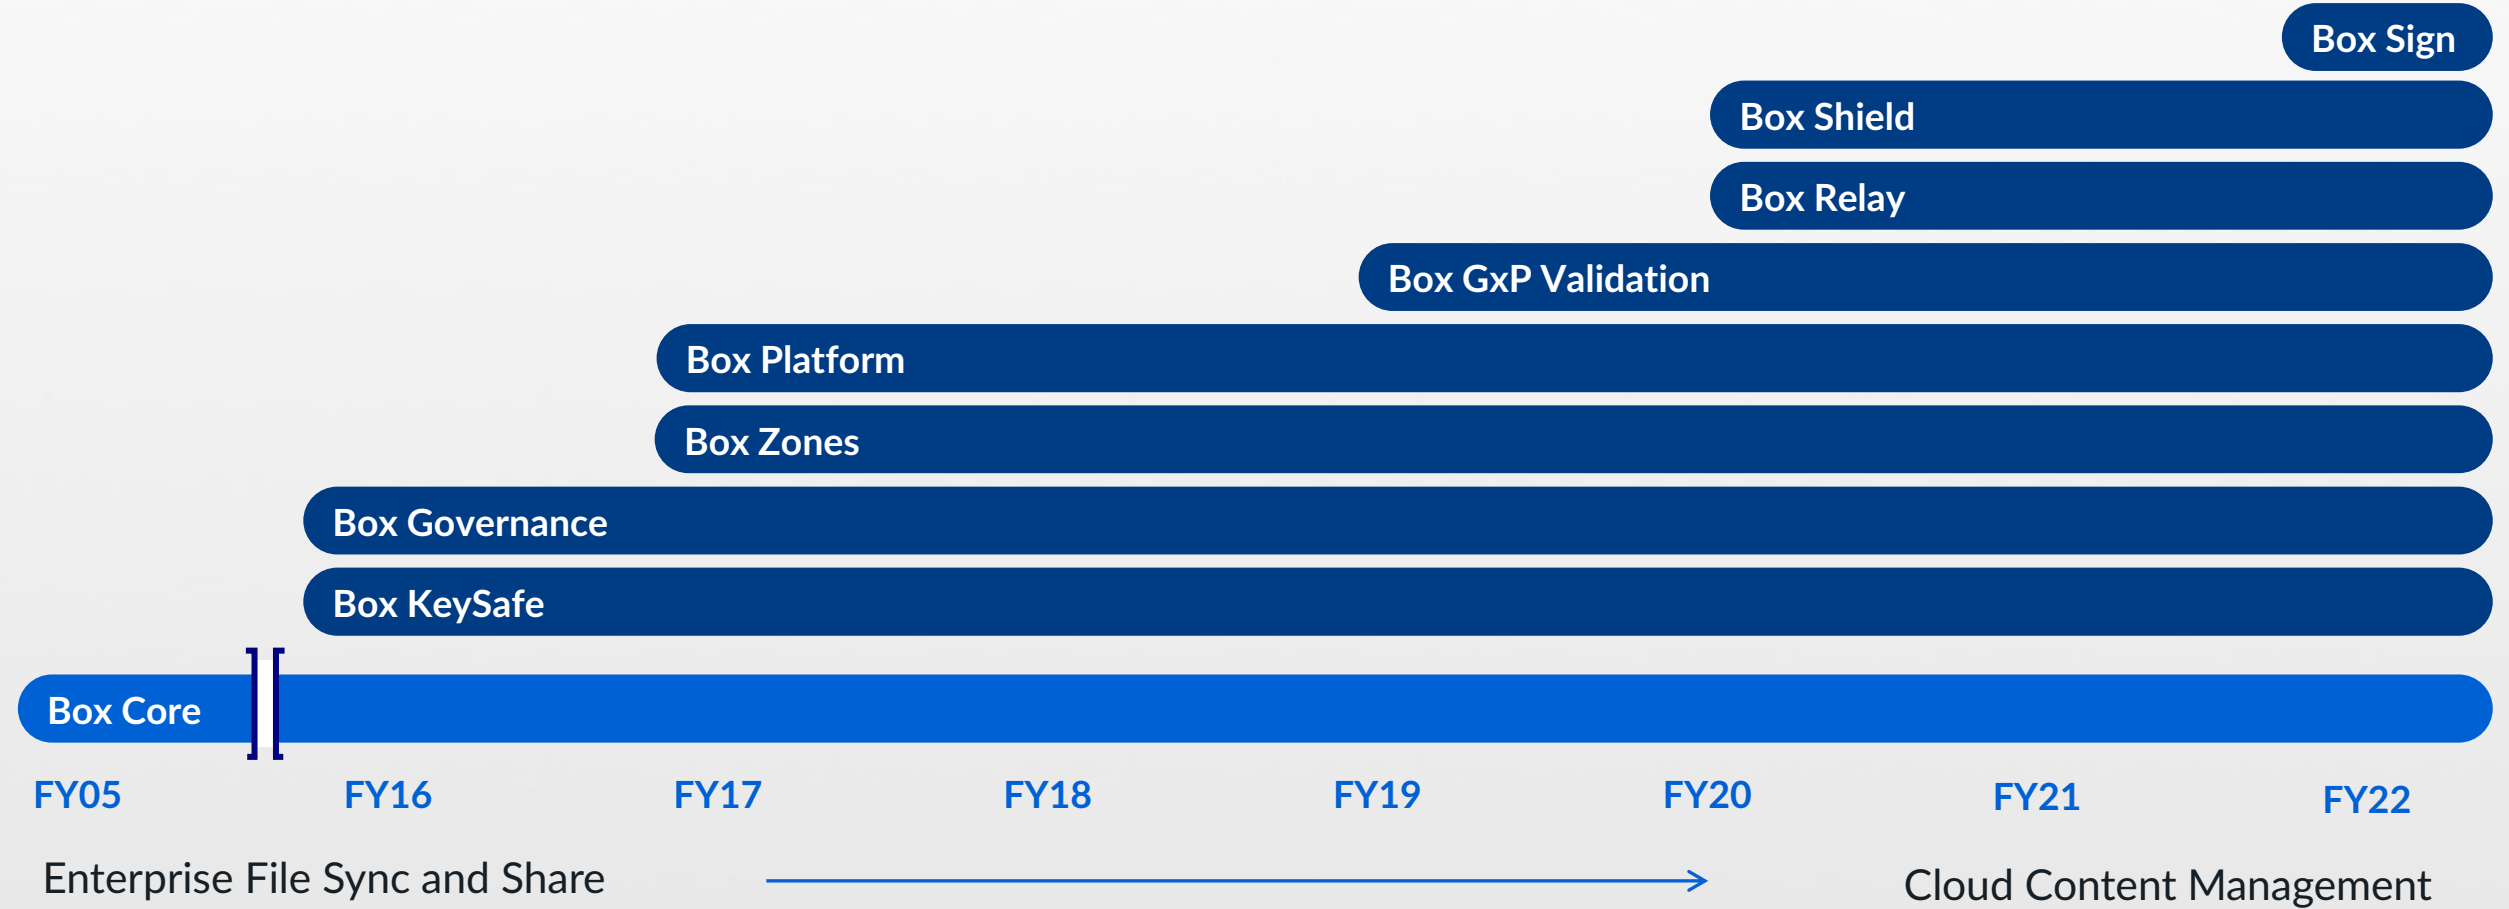 Box Sign
Box Shield
Box Relay
Box GxP Validation
Box Platform
Box Zones
Box Governance
Box KeySafe
Box Core
FY05 FY16 FY17 FY18 FY19 FY20 FY21 FY22
Enterprise File Sync and Share Cloud Content Management